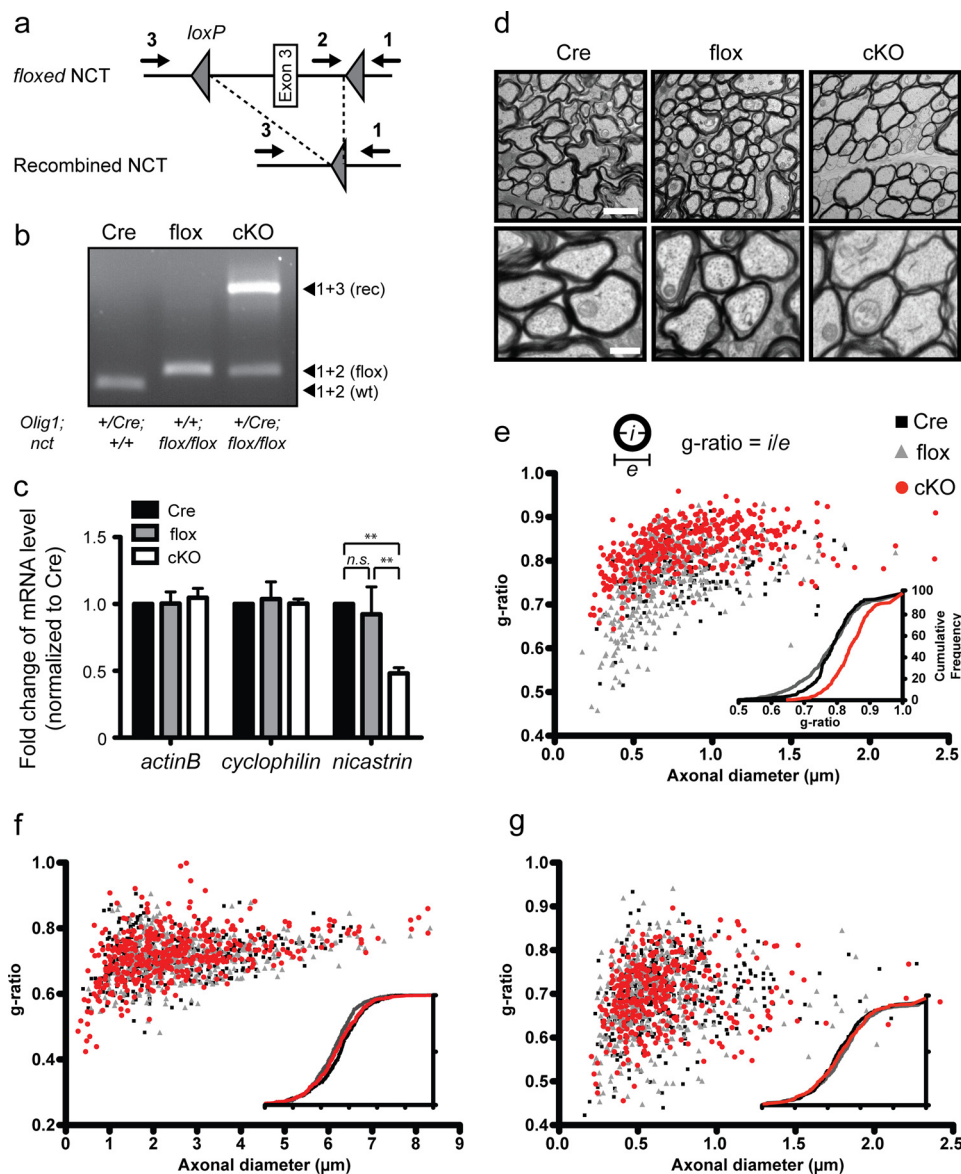 a
3
loxP
2
1
floxed NCT
Exon 3
3
1
Recombined NCT
b
Cre
flox
cKO
1+3 (rec)
1+2 (flox)
1+2 (wt)
Olig1;
nct
+/Cre;
+/+
+/+;
flox/flox
+/Cre;
flox/flox
c
Cre
flox
cKO
Fold change of mRNA level
(normalized to Cre)
1.5
1.0
0.5
0
n.s.
**
**
actinB
cyclophilin
nicastrin
d
Cre
flox
cKO
e
i
e
g-ratio = i/e
Cre
flox
cKO
g-ratio
1.0
0.9
0.8
0.7
0.6
0.5
0.4
0.0
0.5
1.0
1.5
2.0
2.5
Axonal diameter (µm)
100
80
60
40
20
0
Cumulative
Frequency
0.5
0.6
0.7
0.8
0.9
1.0
g-ratio
f
g-ratio
1.0
0.8
0.6
0.4
0.2
0
1
2
3
4
5
6
7
8
9
Axonal diameter (µm)
g
g-ratio
1.0
0.9
0.8
0.7
0.6
0.5
0.4
0.0
0.5
1.0
1.5
2.0
2.5
Axonal diameter (µm)